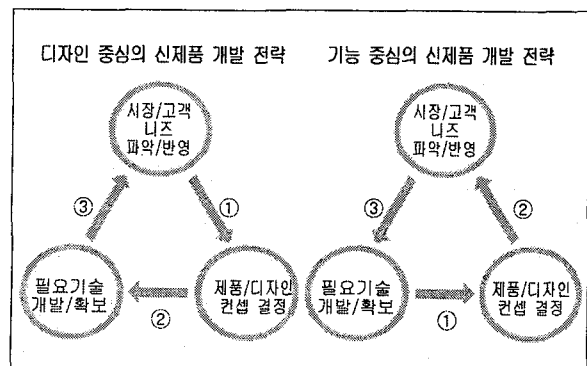 디자인 중심의 신제품 개발 전략
시장/고객
니즈
파악/반영
③
①
필요기술
개발/확보
②
제품/디자인
컨셉 결정
기능 중심의 신제품 개발 전략
시장/고객
니즈
파악/반영
③
②
필요기술
개발/확보
①
제품/디자인
컨셉 결정